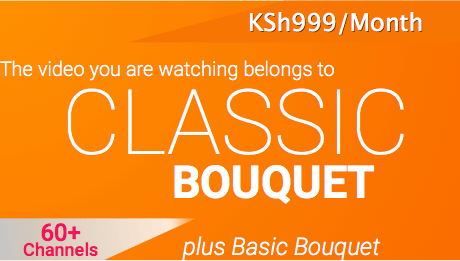 KSh999/Month
The video you are watching belongs to
CLASSIC
BOUQUET
60+
Channels
plus Basic Bouquet